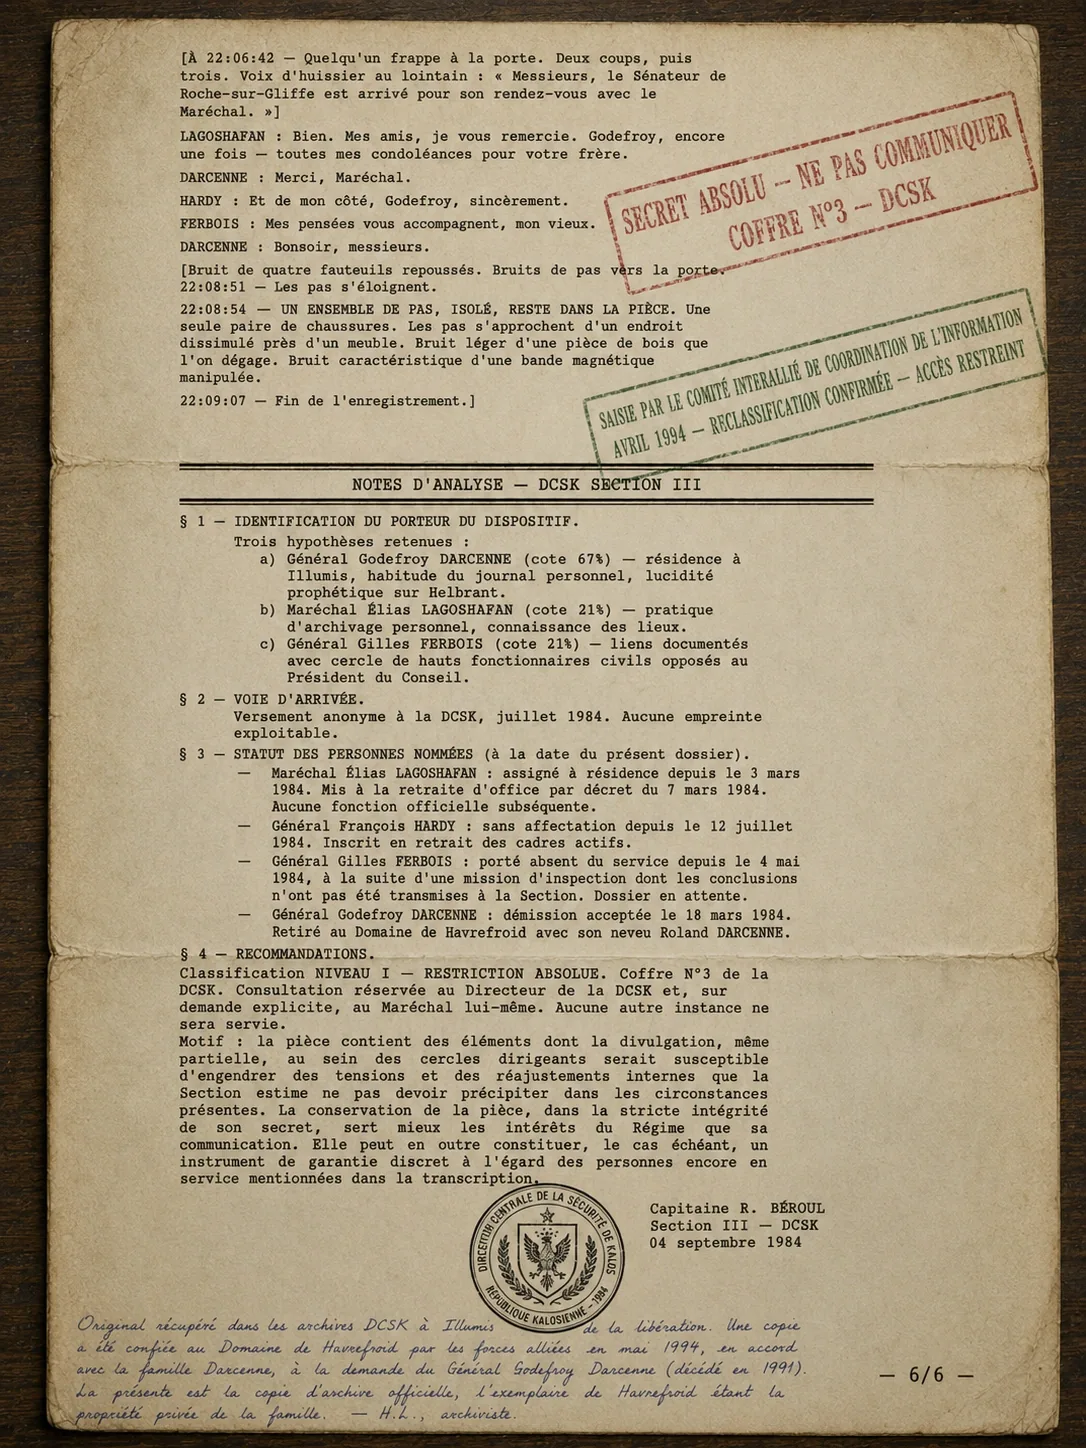 [À 22:06:42 — Quelqu'un frappe à la porte. Deux coups, puis
trois. Voix d'huissier au lointain : « Messieurs, le Sénateur de
Roche-sur-Gliffe est arrivé pour son rendez-vous avec le
Maréchal. »]
LAGOSHAFAN : Bien. Mes amis, je vous remercie. Godefroy, encore
une fois — toutes mes condoléances pour votre frère.
DARCENNE : Merci, Maréchal.
HARDY : Et de mon côté, Godefroy, sincèrement.
FERBOIS : Mes pensées vous accompagnent, mon vieux.
DARCENNE : Bonsoir, messieurs.
[Bruit de quatre fauteuils repoussés. Bruits de pas vers la porte.
22:08:51 — Les pas s'éloignent.
22:08:54 — UN ENSEMBLE DE PAS, ISOLÉ, RESTE DANS LA PIÈCE. Une
seule paire de chaussures. Les pas s'approchent d'un endroit
dissimulé près d'un meuble. Bruit léger d'une pièce de bois que
l'on dégage. Bruit caractéristique d'une bande magnétique
manipulée.
22:09:07 — Fin de l'enregistrement.]
SECRET ABSOLU — NE PAS COMMUNIQUER
COFFRE N°3 — DCSK
SAISIE PAR LE COMITÉ INTERALLIÉ DE COORDINATION DE L'INFORMATION
AVRIL 1994 — RECLASSIFICATION CONFIRMÉE — ACCÈS RESTREINT
NOTES D'ANALYSE — DCSK SECTION III
§ 1 — IDENTIFICATION DU PORTEUR DU DISPOSITIF.
Trois hypothèses retenues :
a) Général Godefroy DARCENNE (cote 67%) — résidence à
Illumis, habitude du journal personnel, lucidité
prophétique sur Helbrant.
b) Maréchal Élias LAGOSHAFAN (cote 21%) — pratique
d'archivage personnel, connaissance des lieux.
c) Général Gilles FERBOIS (cote 21%) — liens documentés
avec cercle de hauts fonctionnaires civils opposés au
Président du Conseil.
§ 2 — VOIE D'ARRIVÉE.
Versement anonyme à la DCSK, juillet 1984. Aucune empreinte
exploitable.
§ 3 — STATUT DES PERSONNES NOMMÉES (à la date du présent dossier).
— Maréchal Élias LAGOSHAFAN : assigné à résidence depuis le 3 mars
1984. Mis à la retraite d'office par décret du 7 mars 1984.
Aucune fonction officielle subséquente.
— Général François HARDY : sans affectation depuis le 12 juillet
1984. Inscrit en retrait des cadres actifs.
— Général Gilles FERBOIS : porté absent du service depuis le 4 mai
1984, à la suite d'une mission d'inspection dont les conclusions
n'ont pas été transmises à la Section. Dossier en attente.
— Général Godefroy DARCENNE : démission acceptée le 18 mars 1984.
Retiré au Domaine de Havrefroid avec son neveu Roland DARCENNE.
§ 4 — RECOMMANDATIONS.
Classification NIVEAU I — RESTRICTION ABSOLUE. Coffre N°3 de la
DCSK. Consultation réservée au Directeur de la DCSK et, sur
demande explicite, au Maréchal lui-même. Aucune autre instance ne
sera servie.
Motif : la pièce contient des éléments dont la divulgation, même
partielle, au sein des cercles dirigeants serait susceptible
d'engendrer des tensions et des réajustements internes que la
Section estime ne pas devoir précipiter dans les circonstances
présentes. La conservation de la pièce, dans la stricte intégrité
de son secret, sert mieux les intérêts du Régime que sa
communication. Elle peut en outre constituer, le cas échéant, un
instrument de garantie discret à l'égard des personnes encore en
service mentionnées dans la transcription.
CENTRALE DE LA SÉCURITÉ DE KALOS
RÉPUBLIQUE KALOSIENNE - 1984
Capitaine R. BÉROUL
Section III — DCSK
04 septembre 1984
Original récupéré dans les archives DCSK à Illumis de la libération. Une copie
a été confiée au Domaine de Havrefroid par les forces alliées en mai 1994, en accord
avec la famille Darcenne, à la demande du Général Godefroy Darcenne (décédé en 1991).
La présente est la copie d'archive officielle, l'exemplaire de Havrefroid étant la
propriété privée de la famille. — H.L., archiviste.
— 6/6 —